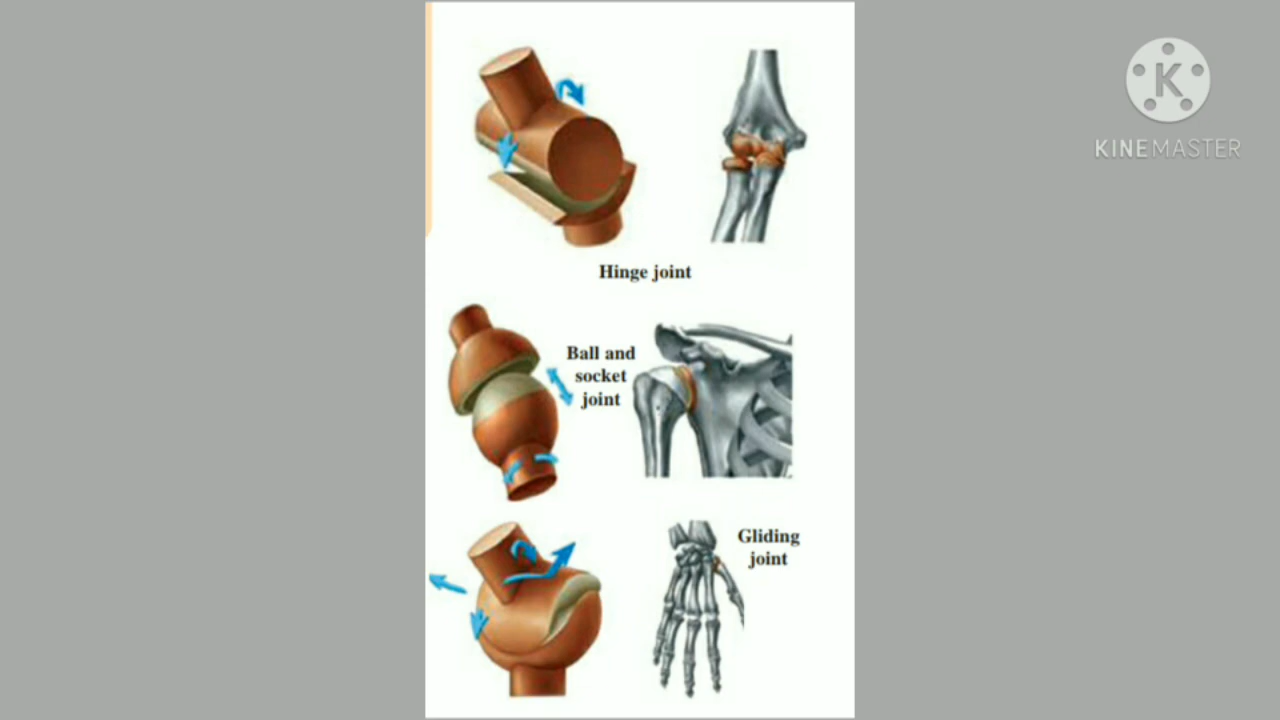 Hinge joint
Ball and
socket
joint
Gliding
joint
K
KINEMASTER